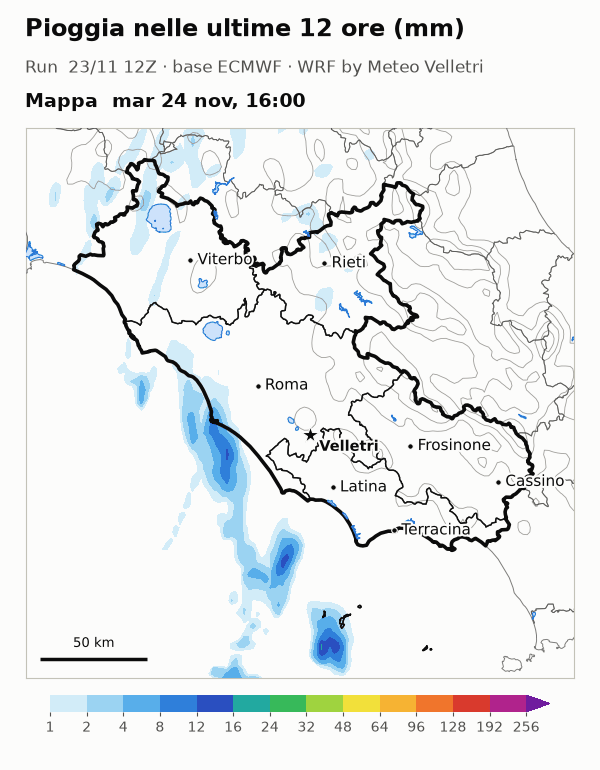 Pioggia nelle ultime 12 ore (mm)
Run  23/11 12Z · base ECMWF · WRF by Meteo Velletri
Mappa  mar 24 nov, 16:00
Viterbo
Rieti
Roma
Velletri
Frosinone
Latina
Cassino
Terracina
50 km
1 2 4 8 12 16 24 32 48 64 96 128 192 256